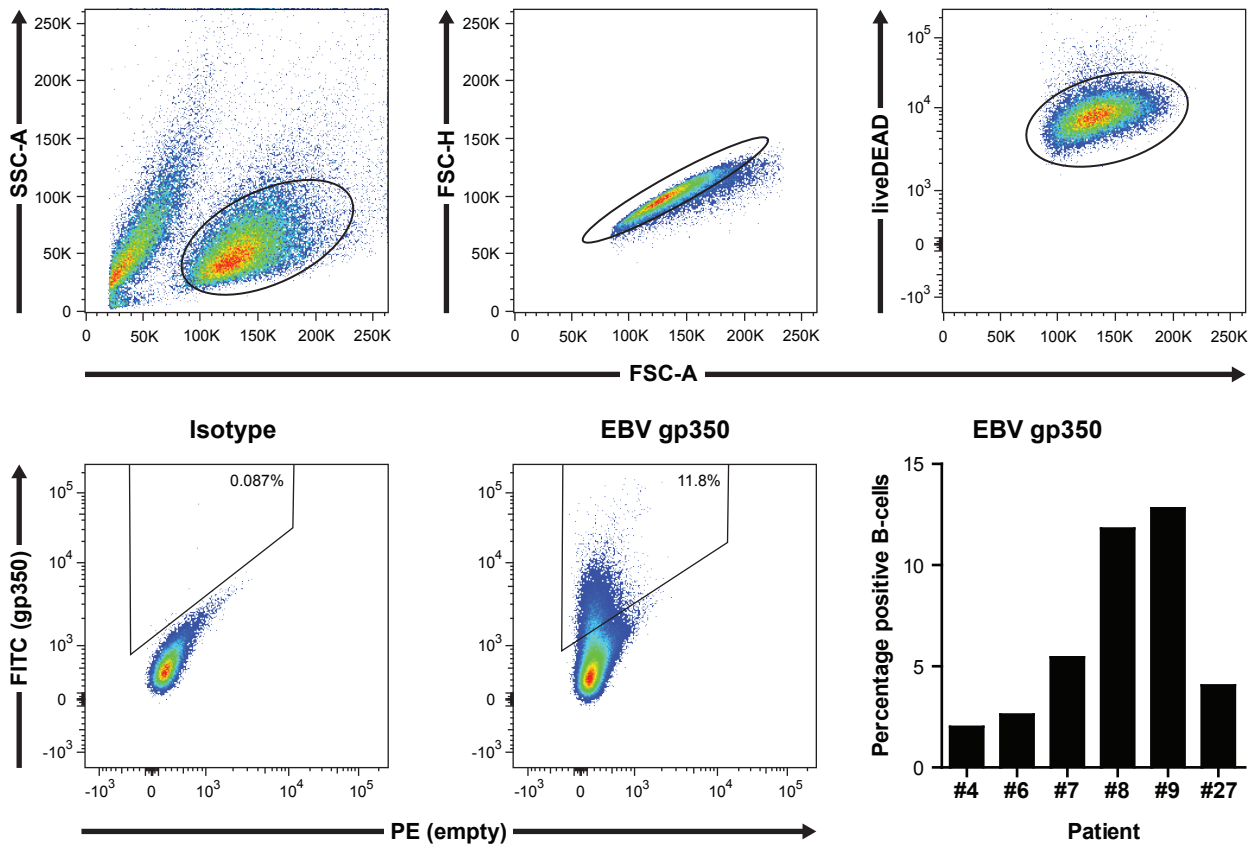 SSC-A
250K
200K
150K
100K
50K
0
0 50K 100K 150K 200K 250K
FSC-H
250K
200K
150K
100K
50K
0
0 50K 100K 150K 200K 250K
liveDEAD
10^5
10^4
10^3
0
-10^3
0 50K 100K 150K 200K 250K
FSC-A
Isotype
FITC (gp350)
10^5
10^4
10^3
0
-10^3
0.087%
-10^3 0 10^3 10^4 10^5
EBV gp350
10^5
10^4
10^3
0
-10^3
11.8%
-10^3 0 10^3 10^4 10^5
PE (empty)
EBV gp350
Percentage positive B-cells
15
10
5
0
#4 #6 #7 #8 #9 #27
Patient